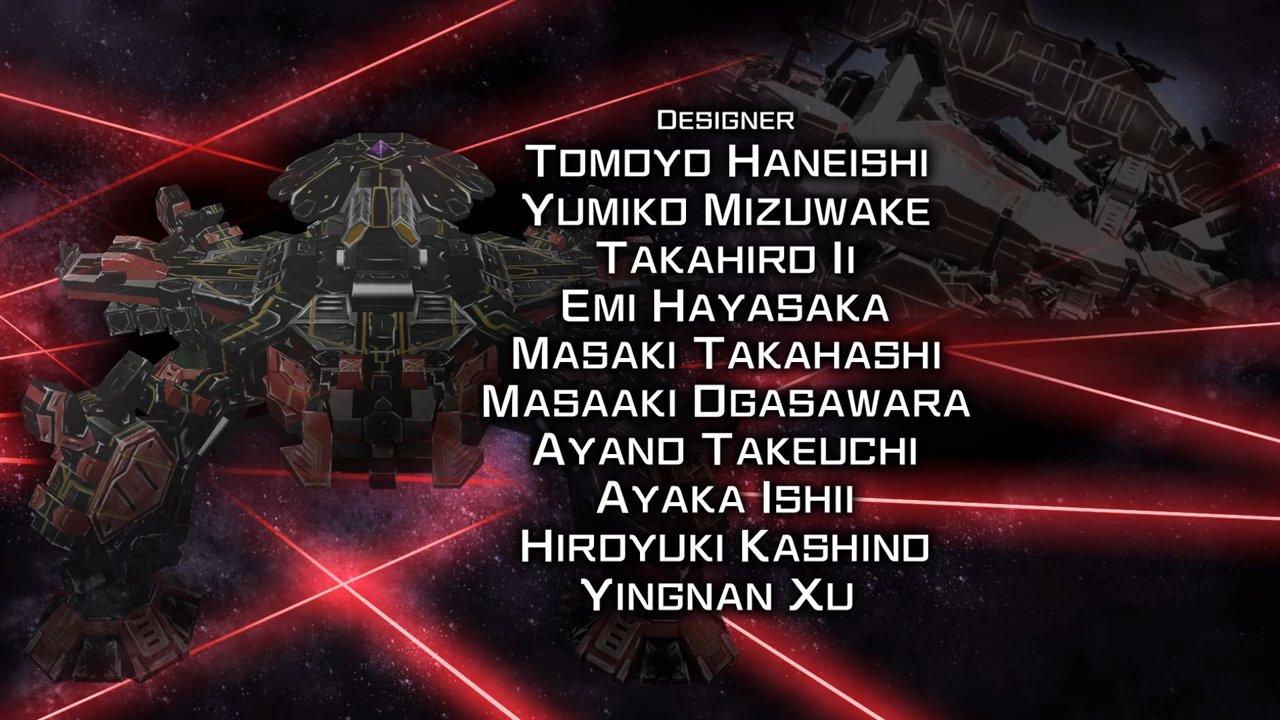 Designer
Tomoyo Haneishi
Yumiko Mizuwake
Takahiro Ii
Emi Hayasaka
Masaki Takahashi
Masaaki Ogasawara
Ayano Takeuchi
Ayaka Ishii
Hiroyuki Kashino
Yingnan Xu